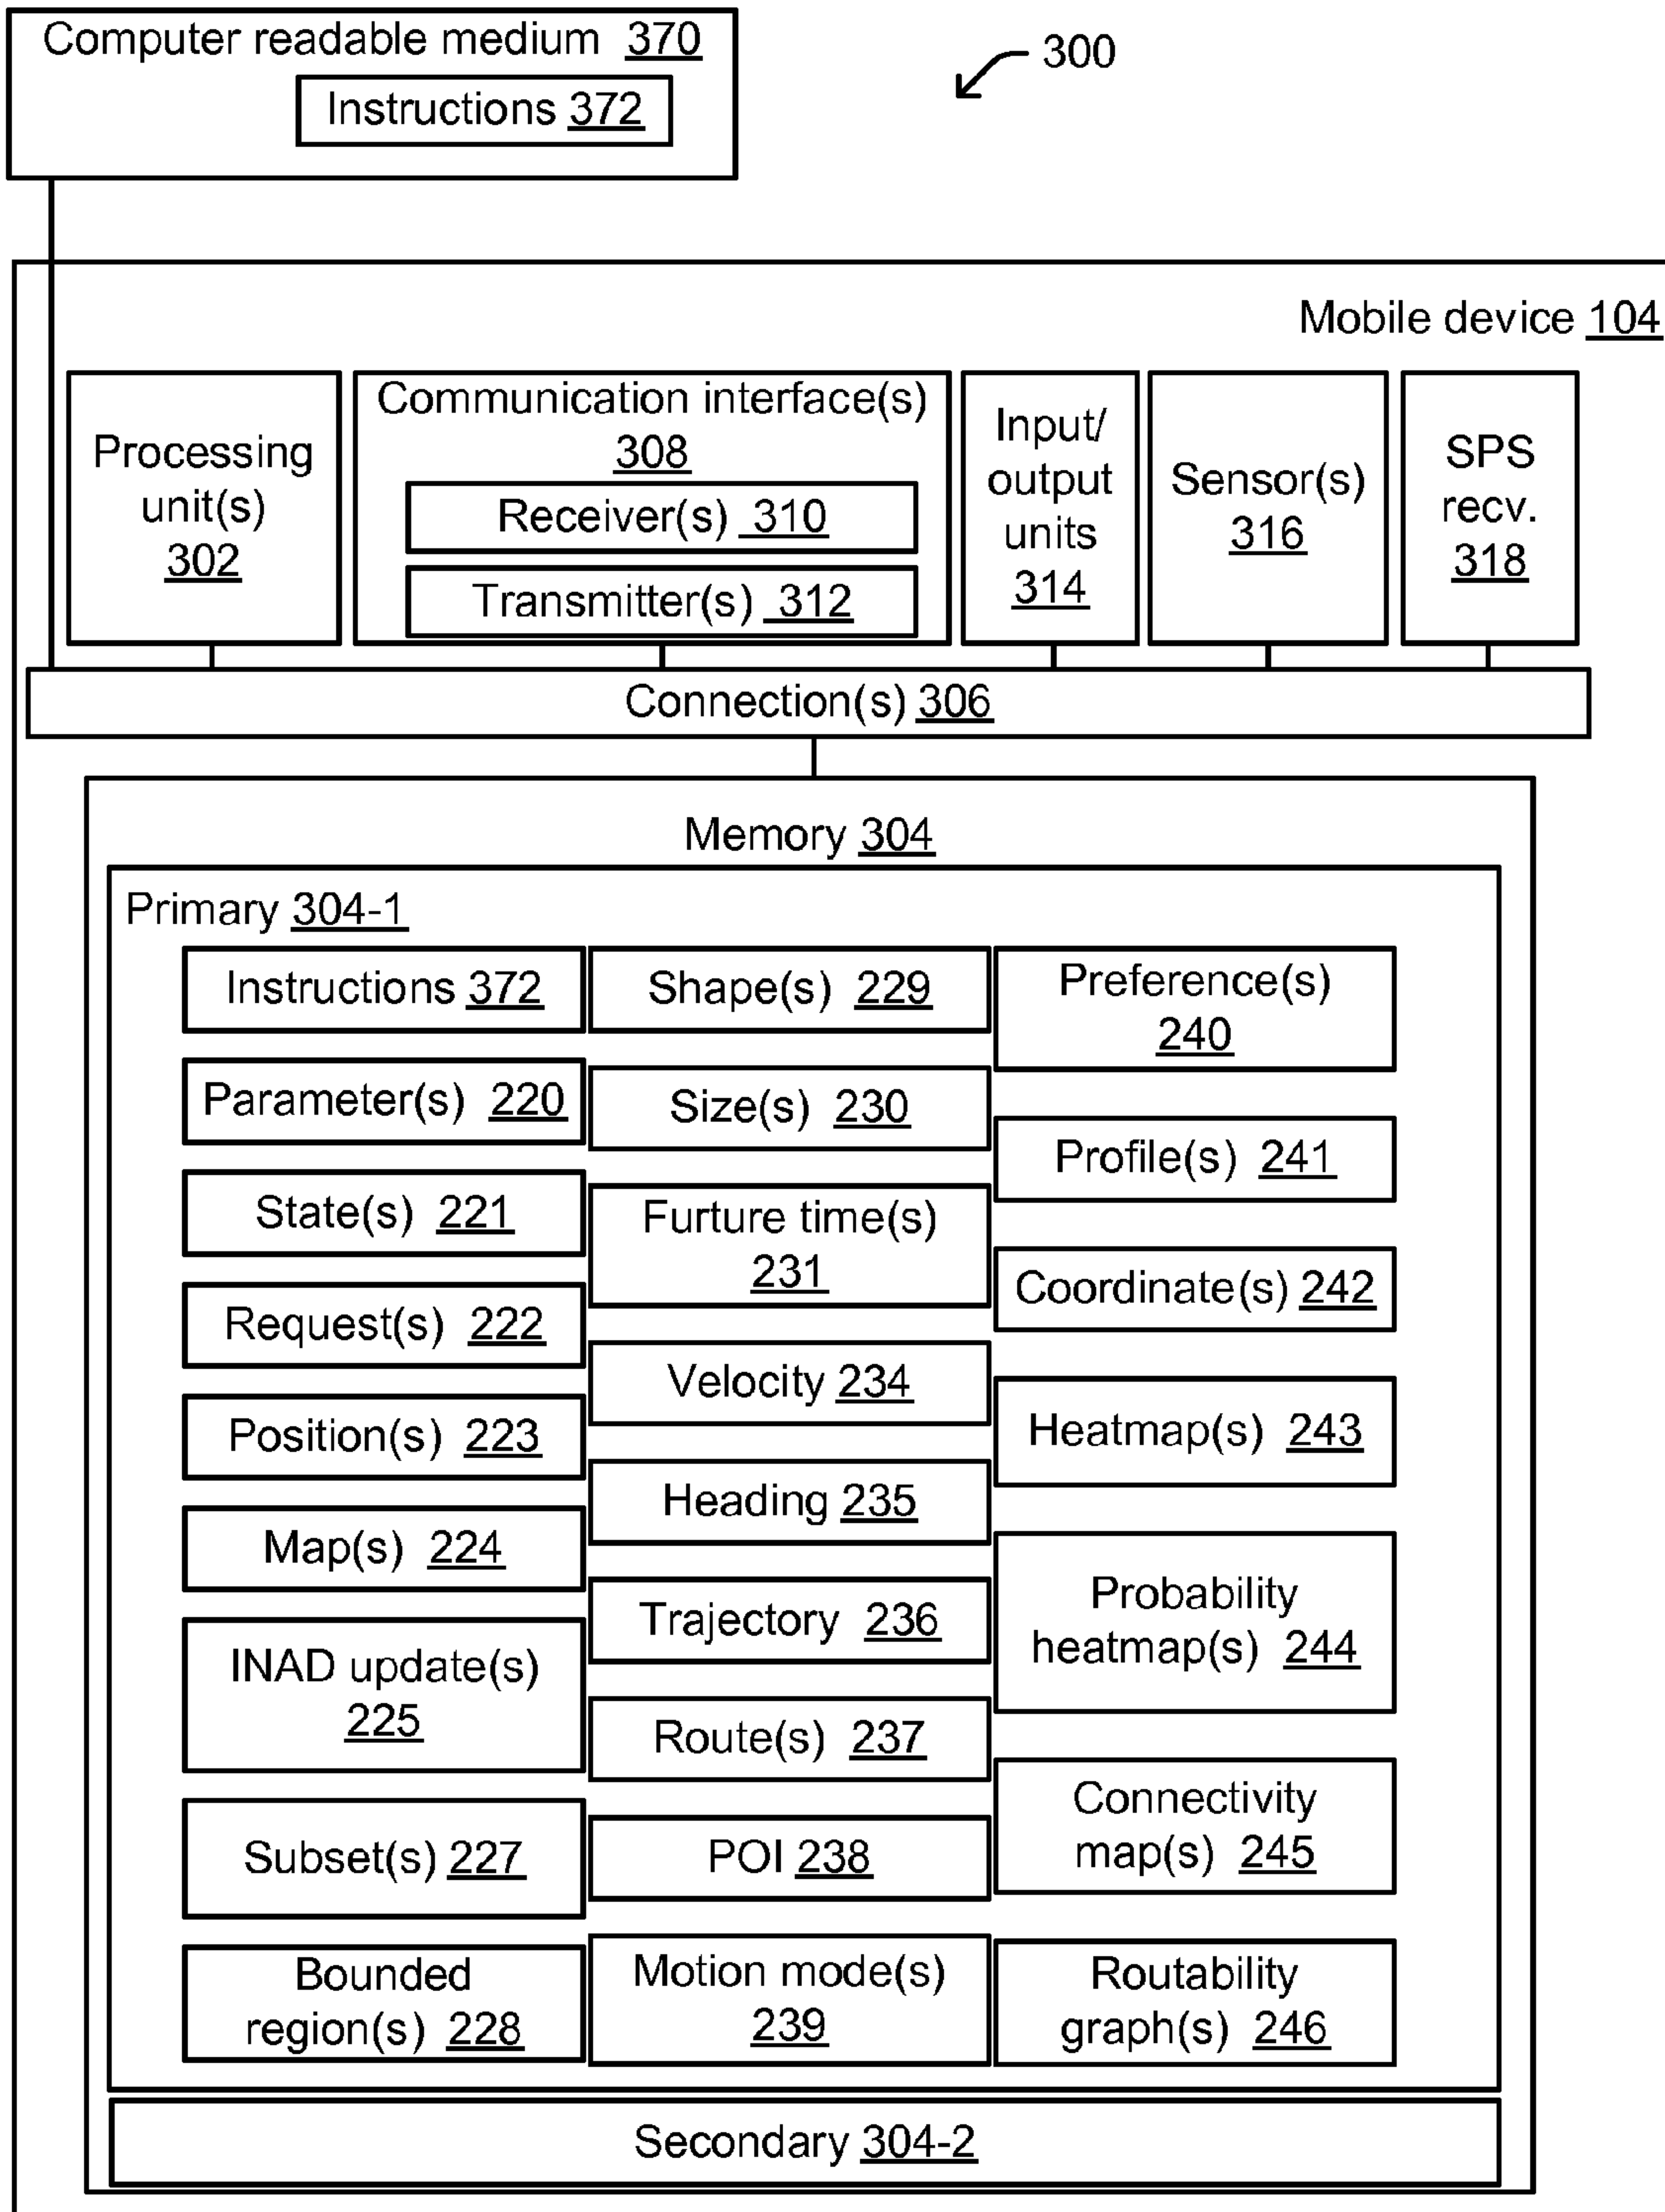 Computer readable medium 370
Instructions 372
300
Mobile device 104
Processing
unit(s)
302
Communication interface(s)
308
Receiver(s) 310
Transmitter(s) 312
Input/
output
units
314
Sensor(s)
316
SPS
recv.
318
Connection(s) 306
Memory 304
Primary 304-1
Instructions 372
Parameter(s) 220
State(s) 221
Request(s) 222
Position(s) 223
Map(s) 224
INAD update(s)
225
Subset(s) 227
Bounded
region(s) 228
Shape(s) 229
Size(s) 230
Furture time(s)
231
Velocity 234
Heading 235
Trajectory 236
Route(s) 237
POI 238
Motion mode(s)
239
Preference(s)
240
Profile(s) 241
Coordinate(s) 242
Heatmap(s) 243
Probability
heatmap(s) 244
Connectivity
map(s) 245
Routability
graph(s) 246
Secondary 304-2